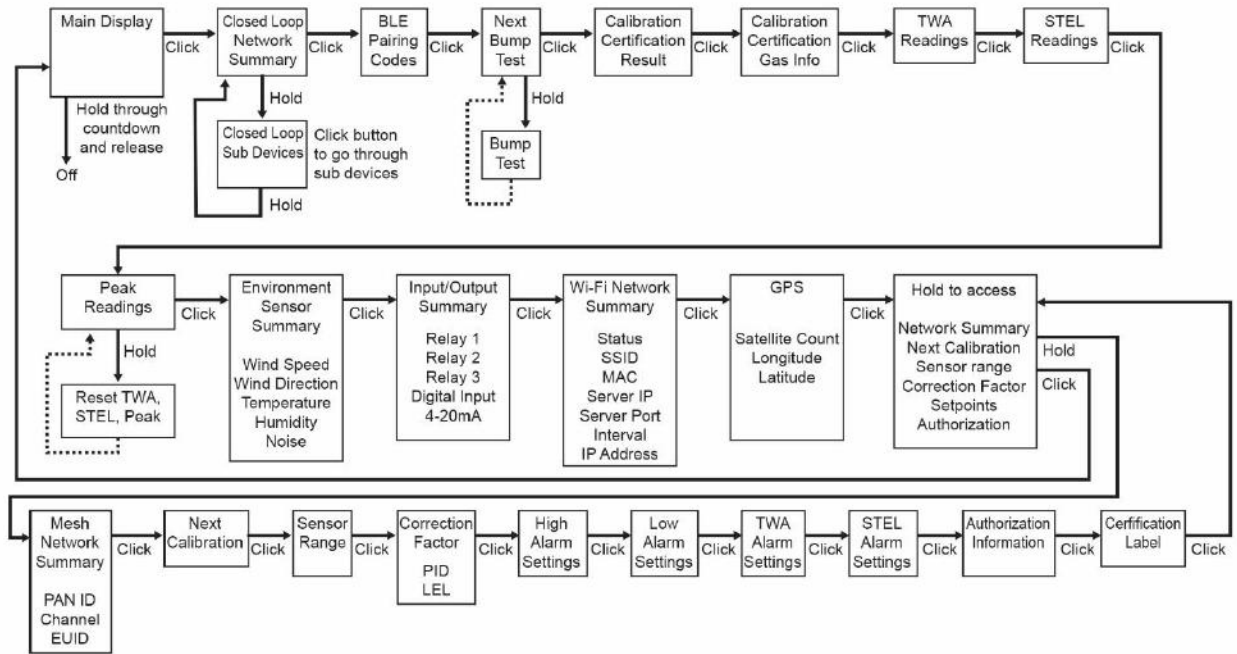 Main Display
Click
Hold through
countdown
and release
Off
Closed Loop
Network
Summary
Click
Hold
Closed Loop
Sub Devices
Click button
to go through
sub devices
Hold
BLE
Pairing
Codes
Click
Next
Bump
Test
Click
Hold
Bump
Test
Calibration
Certification
Result
Click
Calibration
Certification
Gas Info
Click
TWA
Readings
Click
STEL
Readings
Click
Peak
Readings
Click
Hold
Reset TWA,
STEL, Peak
Environment
Sensor
Summary
Wind Speed
Wind Direction
Temperature
Humidity
Noise
Click
Input/Output
Summary
Relay 1
Relay 2
Relay 3
Digital Input
4-20mA
Click
Wi-Fi Network
Summary
Status
SSID
MAC
Server IP
Server Port
Interval
IP Address
Click
GPS
Satellite Count
Longitude
Latitude
Click
Hold to access
Network Summary
Next Calibration
Sensor range
Correction Factor
Setpoints
Authorization
Hold
Click
Mesh
Network
Summary
PAN ID
Channel
EUID
Click
Next
Calibration
Click
Sensor
Range
Click
Correction
Factor
PID
LEL
Click
High
Alarm
Settings
Click
Low
Alarm
Settings
Click
TWA
Alarm
Settings
Click
STEL
Alarm
Settings
Click
Authorization
Information
Click
Cerfification
Label
Click